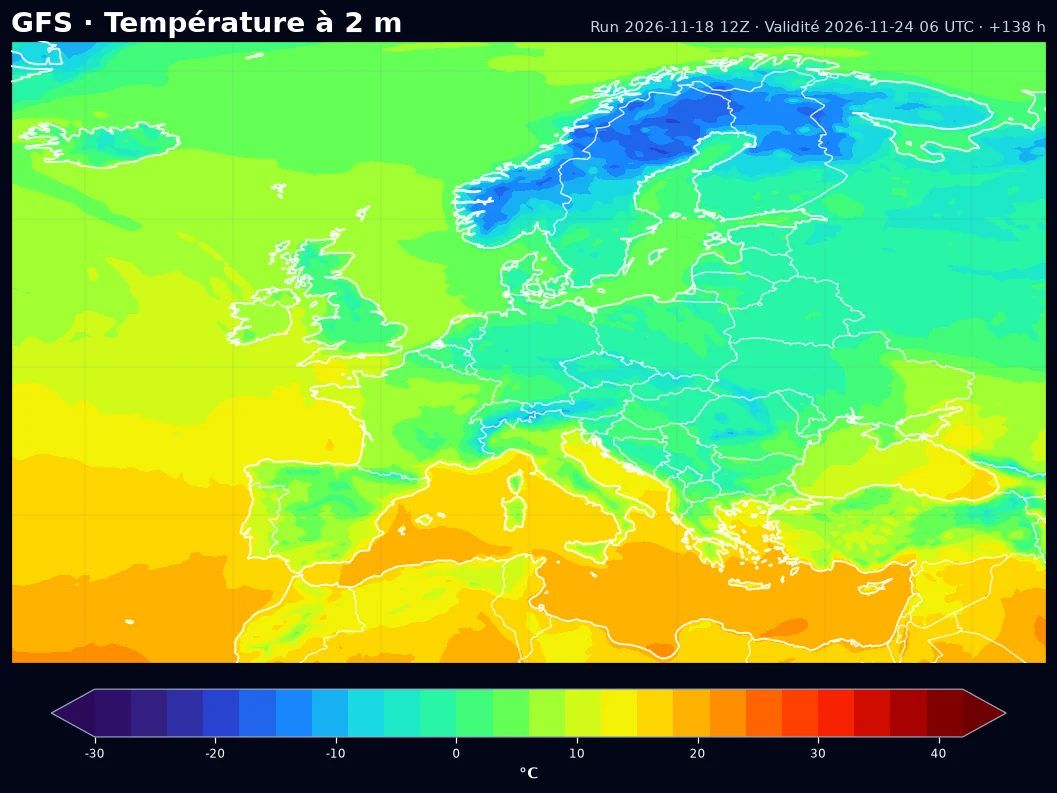 GFS · Température à 2 m
Run 2026-11-18 12Z · Validité 2026-11-24 06 UTC · +138 h
-30 -20 -10 0 10 20 30 40
°C